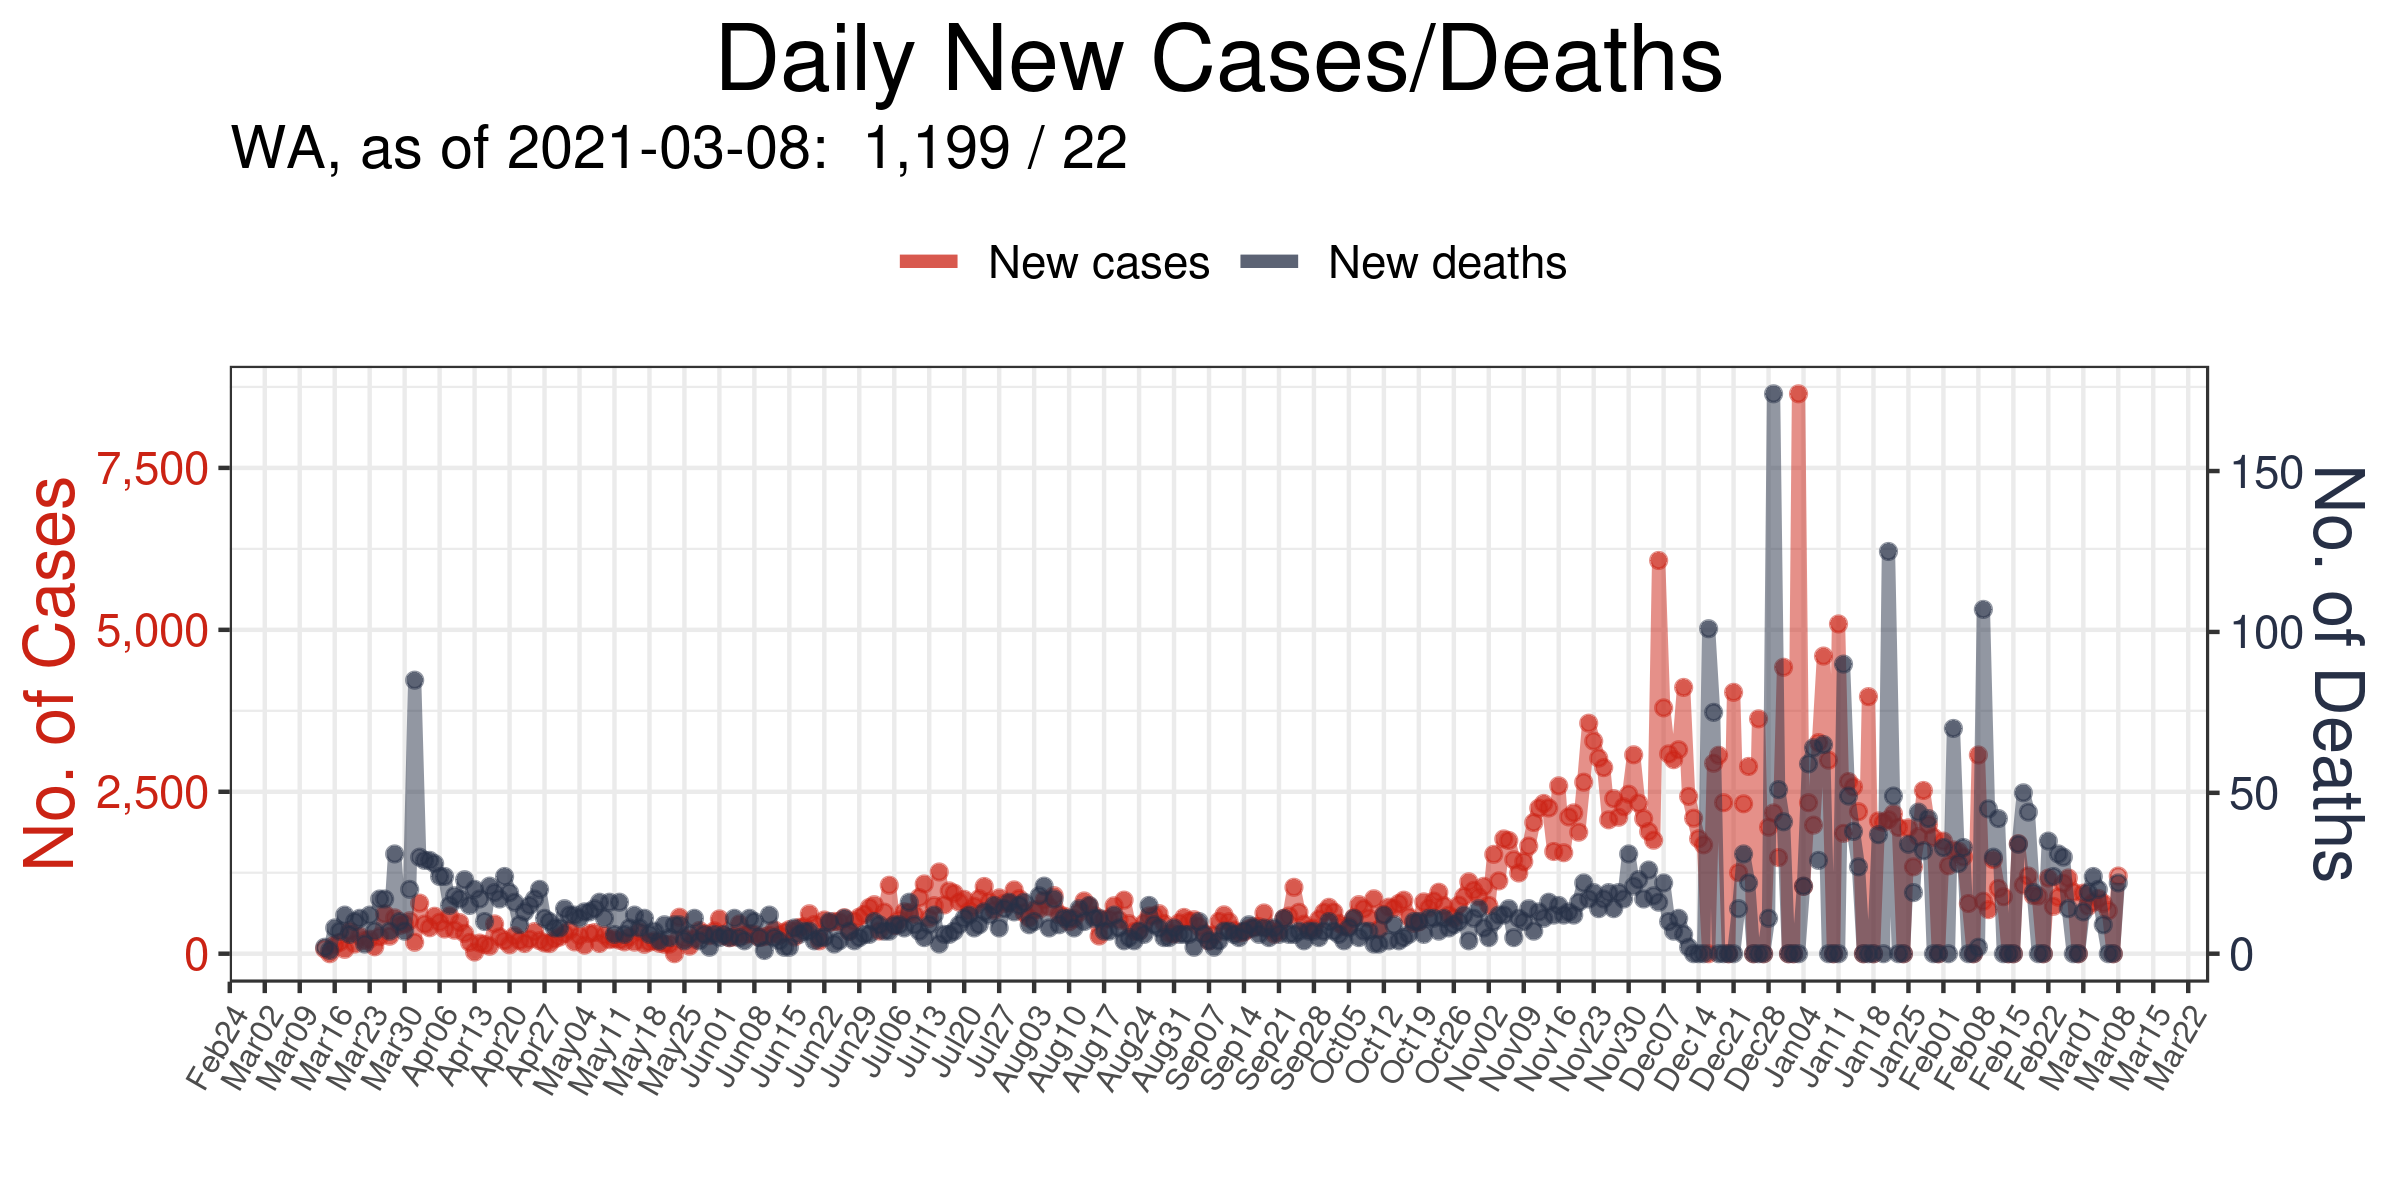 Daily New Cases/Deaths
WA, as of 2021-03-08:  1,199 / 22
New cases
New deaths
No. of Cases
7,500
5,000
2,500
0
150
100
50
0
No. of Deaths
Feb24
Mar02
Mar09
Mar16
Mar23
Mar30
Apr06
Apr13
Apr20
Apr27
May04
May11
May18
May25
Jun01
Jun08
Jun15
Jun22
Jun29
Jul06
Jul13
Jul20
Jul27
Aug03
Aug10
Aug17
Aug24
Aug31
Sep07
Sep14
Sep21
Sep28
Oct05
Oct12
Oct19
Oct26
Nov02
Nov09
Nov16
Nov23
Nov30
Dec07
Dec14
Dec21
Dec28
Jan04
Jan11
Jan18
Jan25
Feb01
Feb08
Feb15
Feb22
Mar01
Mar08
Mar15
Mar22